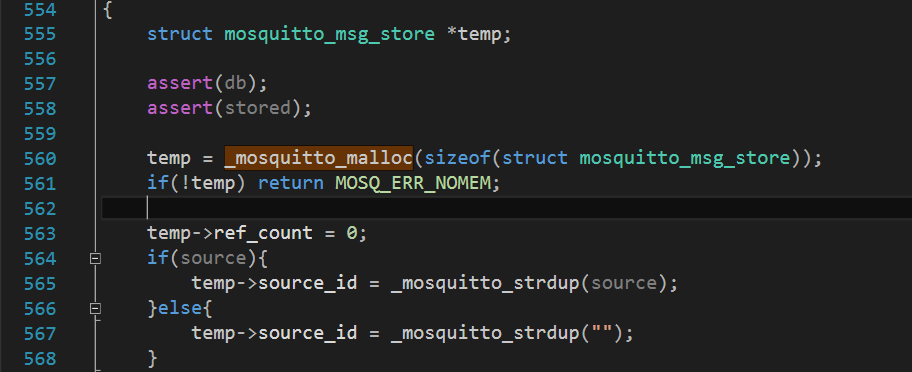 554 {
555     struct mosquitto_msg_store *temp;
556
557     assert(db);
558     assert(stored);
559
560     temp = _mosquitto_malloc(sizeof(struct mosquitto_msg_store));
561     if(!temp) return MOSQ_ERR_NOMEM;
562
563     temp->ref_count = 0;
564     if(source){
565         temp->source_id = _mosquitto_strdup(source);
566     }else{
567         temp->source_id = _mosquitto_strdup("");
568     }